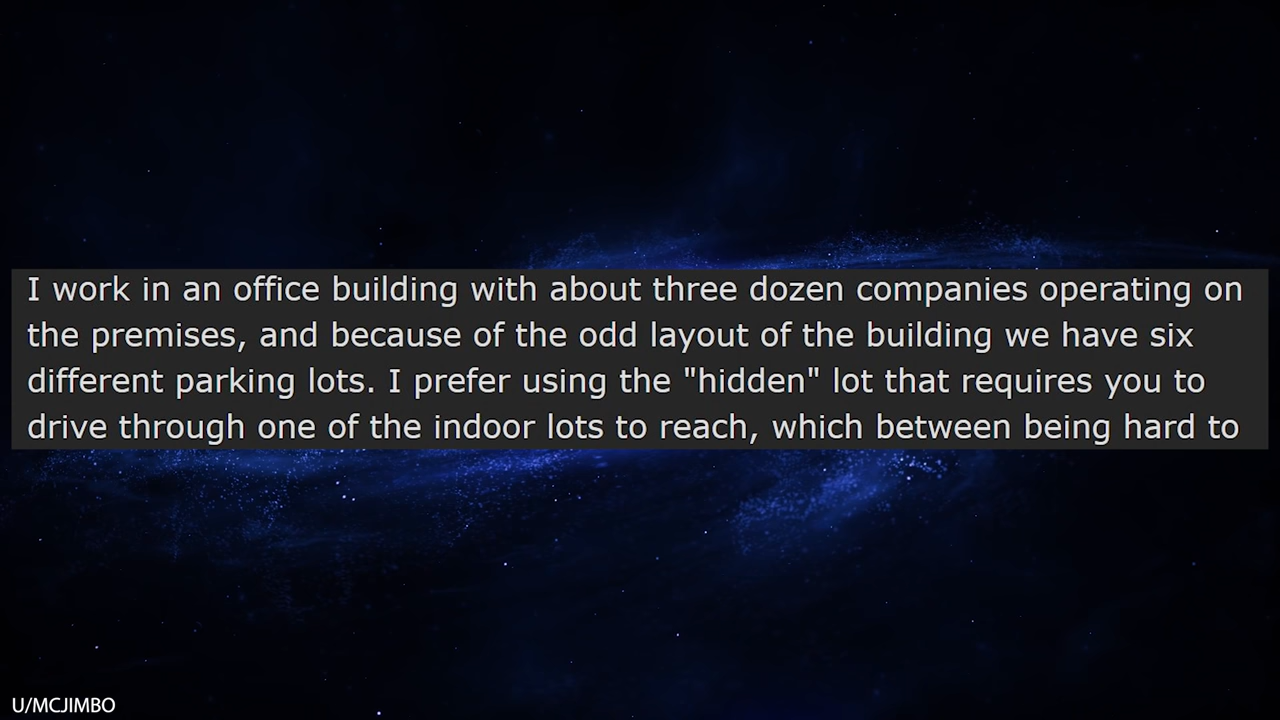 I work in an office building with about three dozen companies operating on
the premises, and because of the odd layout of the building we have six
different parking lots. I prefer using the "hidden" lot that requires you to
drive through one of the indoor lots to reach, which between being hard to
U/MCJIMBO